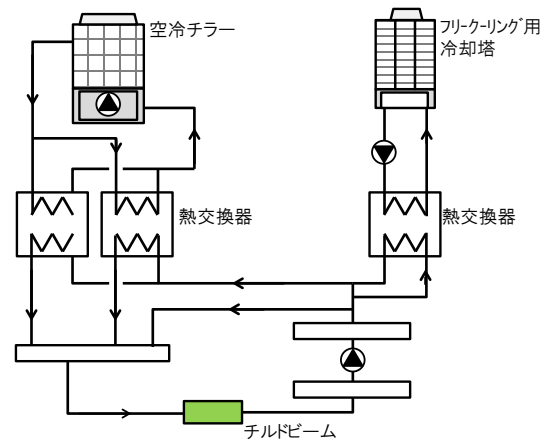 空冷チラー
フリークーリング用
冷却塔
熱交換器
熱交換器
チルドビーム